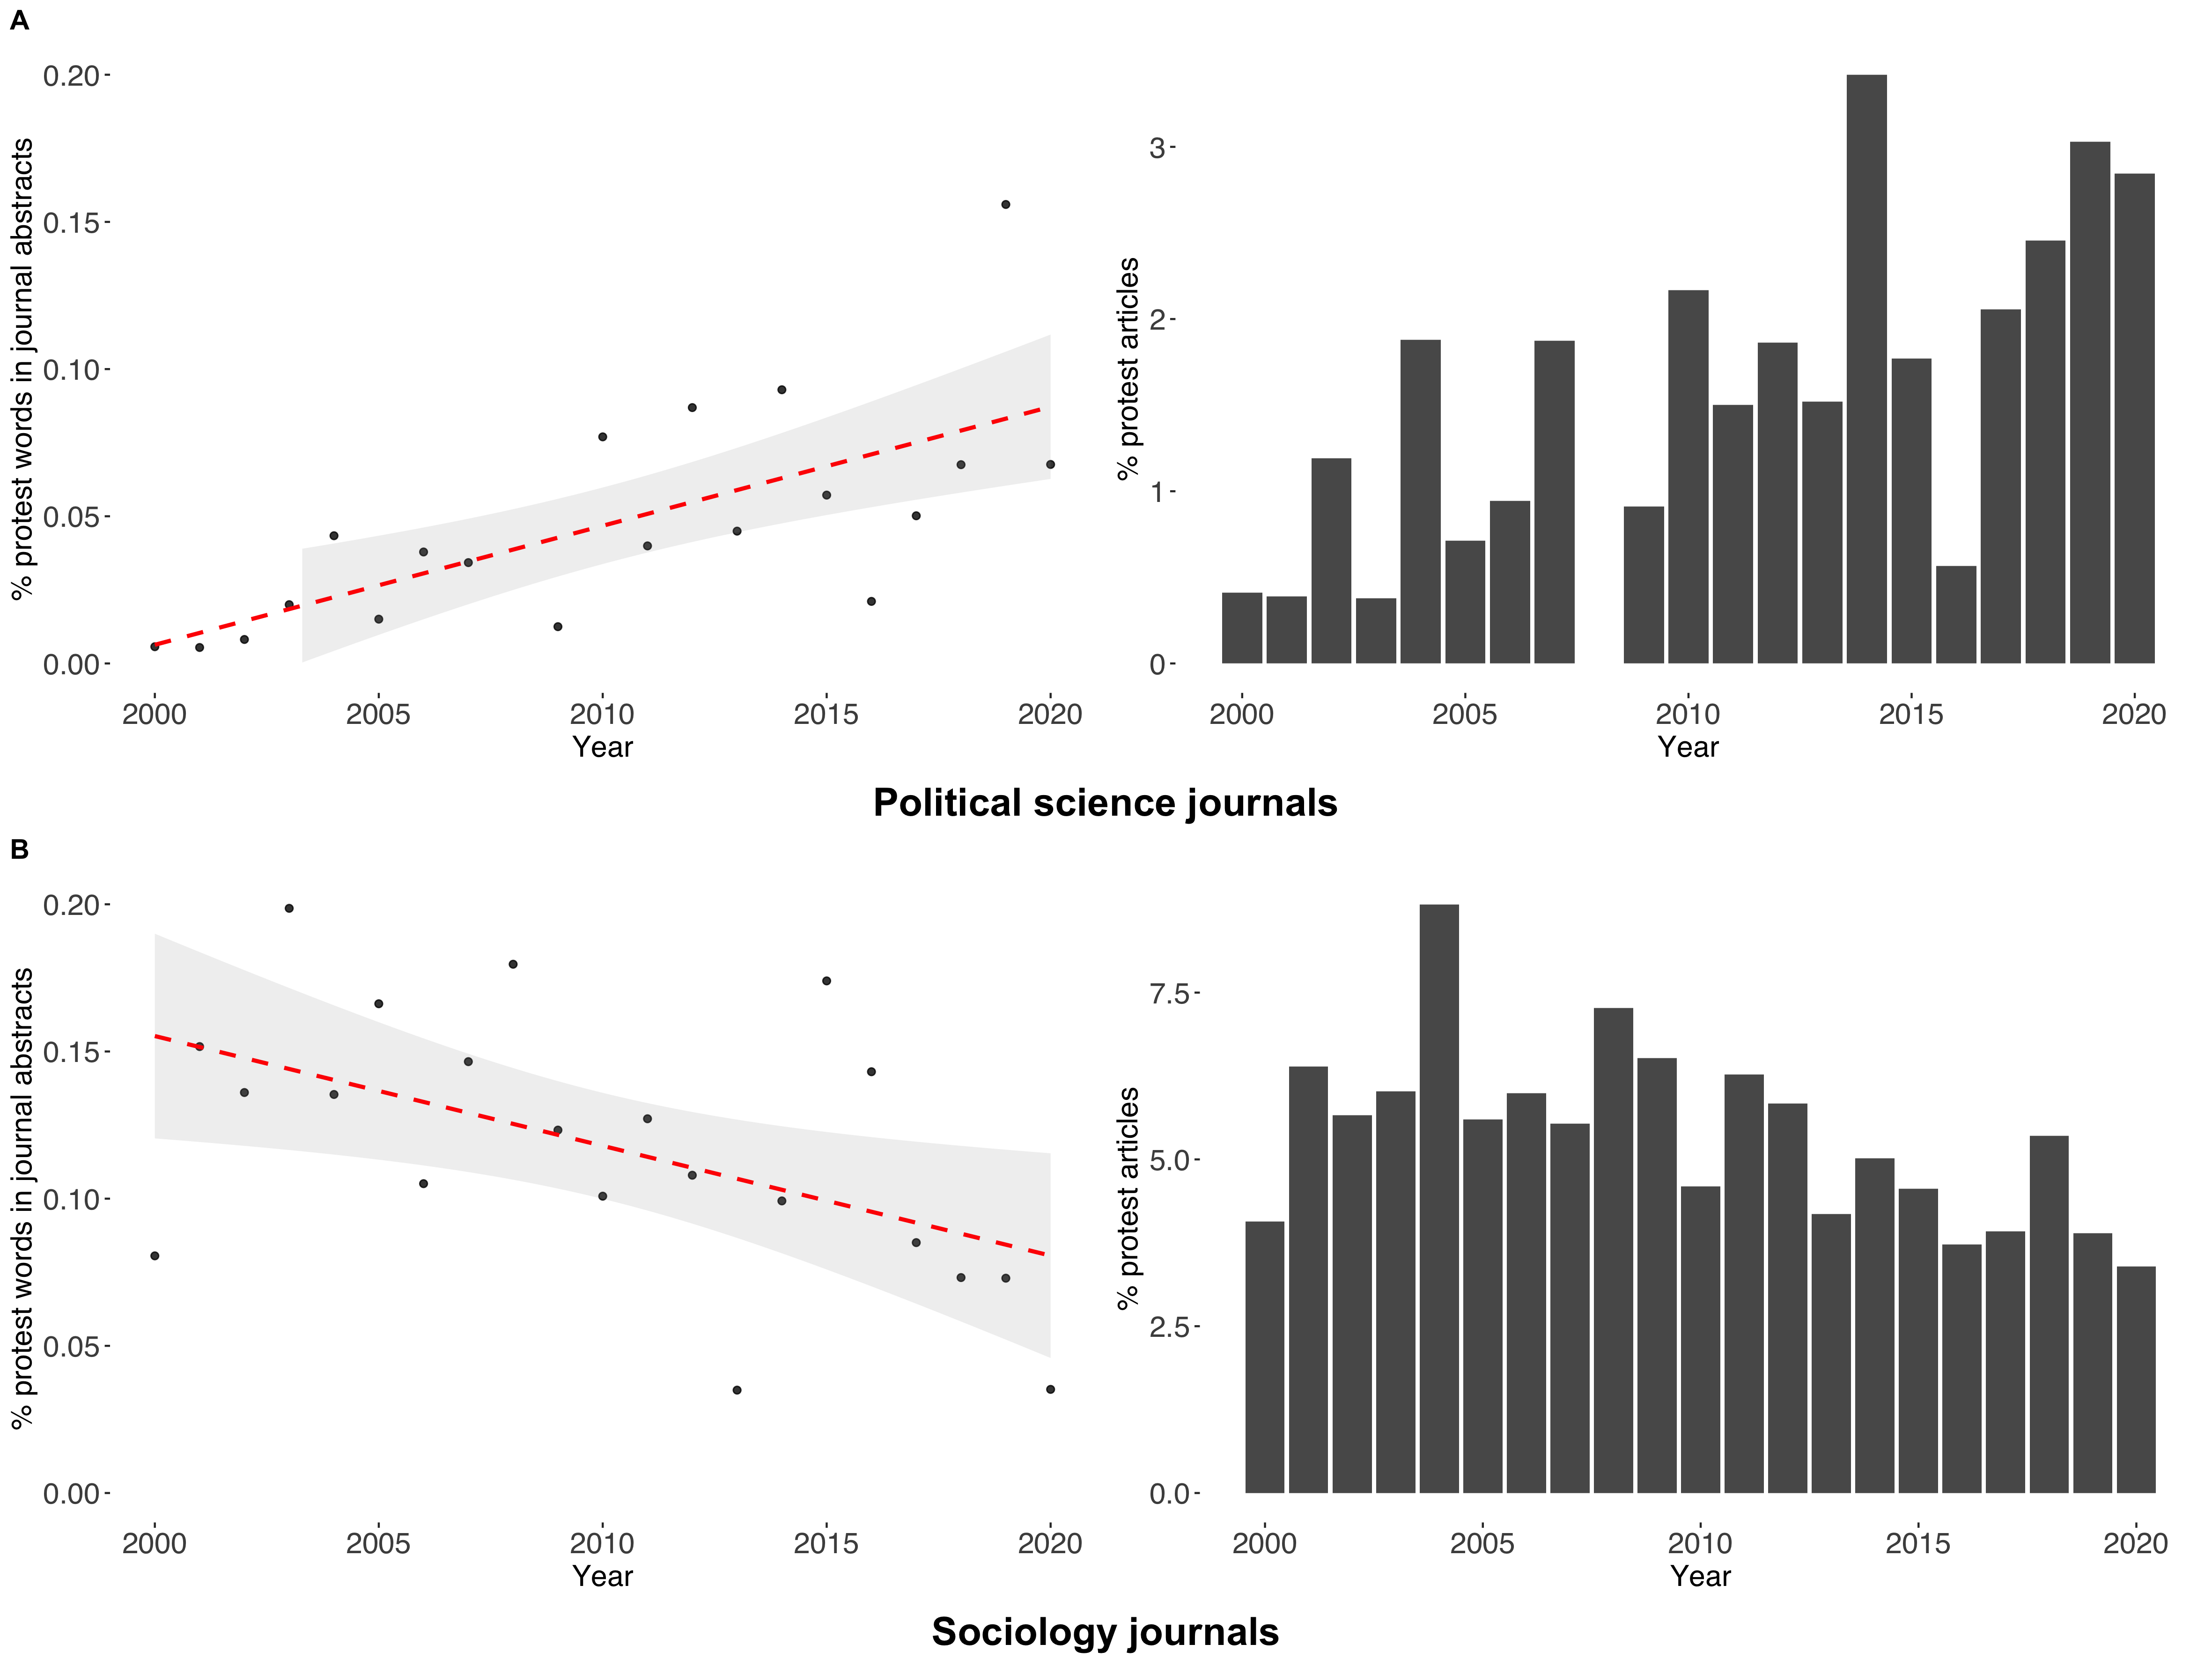 A
% protest words in journal abstracts
0.20
0.15
0.10
0.05
0.00
2000 2005 2010 2015 2020
Year
% protest articles
3
2
1
0
2000 2005 2010 2015 2020
Year
Political science journals
B
% protest words in journal abstracts
0.20
0.15
0.10
0.05
0.00
2000 2005 2010 2015 2020
Year
% protest articles
7.5
5.0
2.5
0.0
2000 2005 2010 2015 2020
Year
Sociology journals